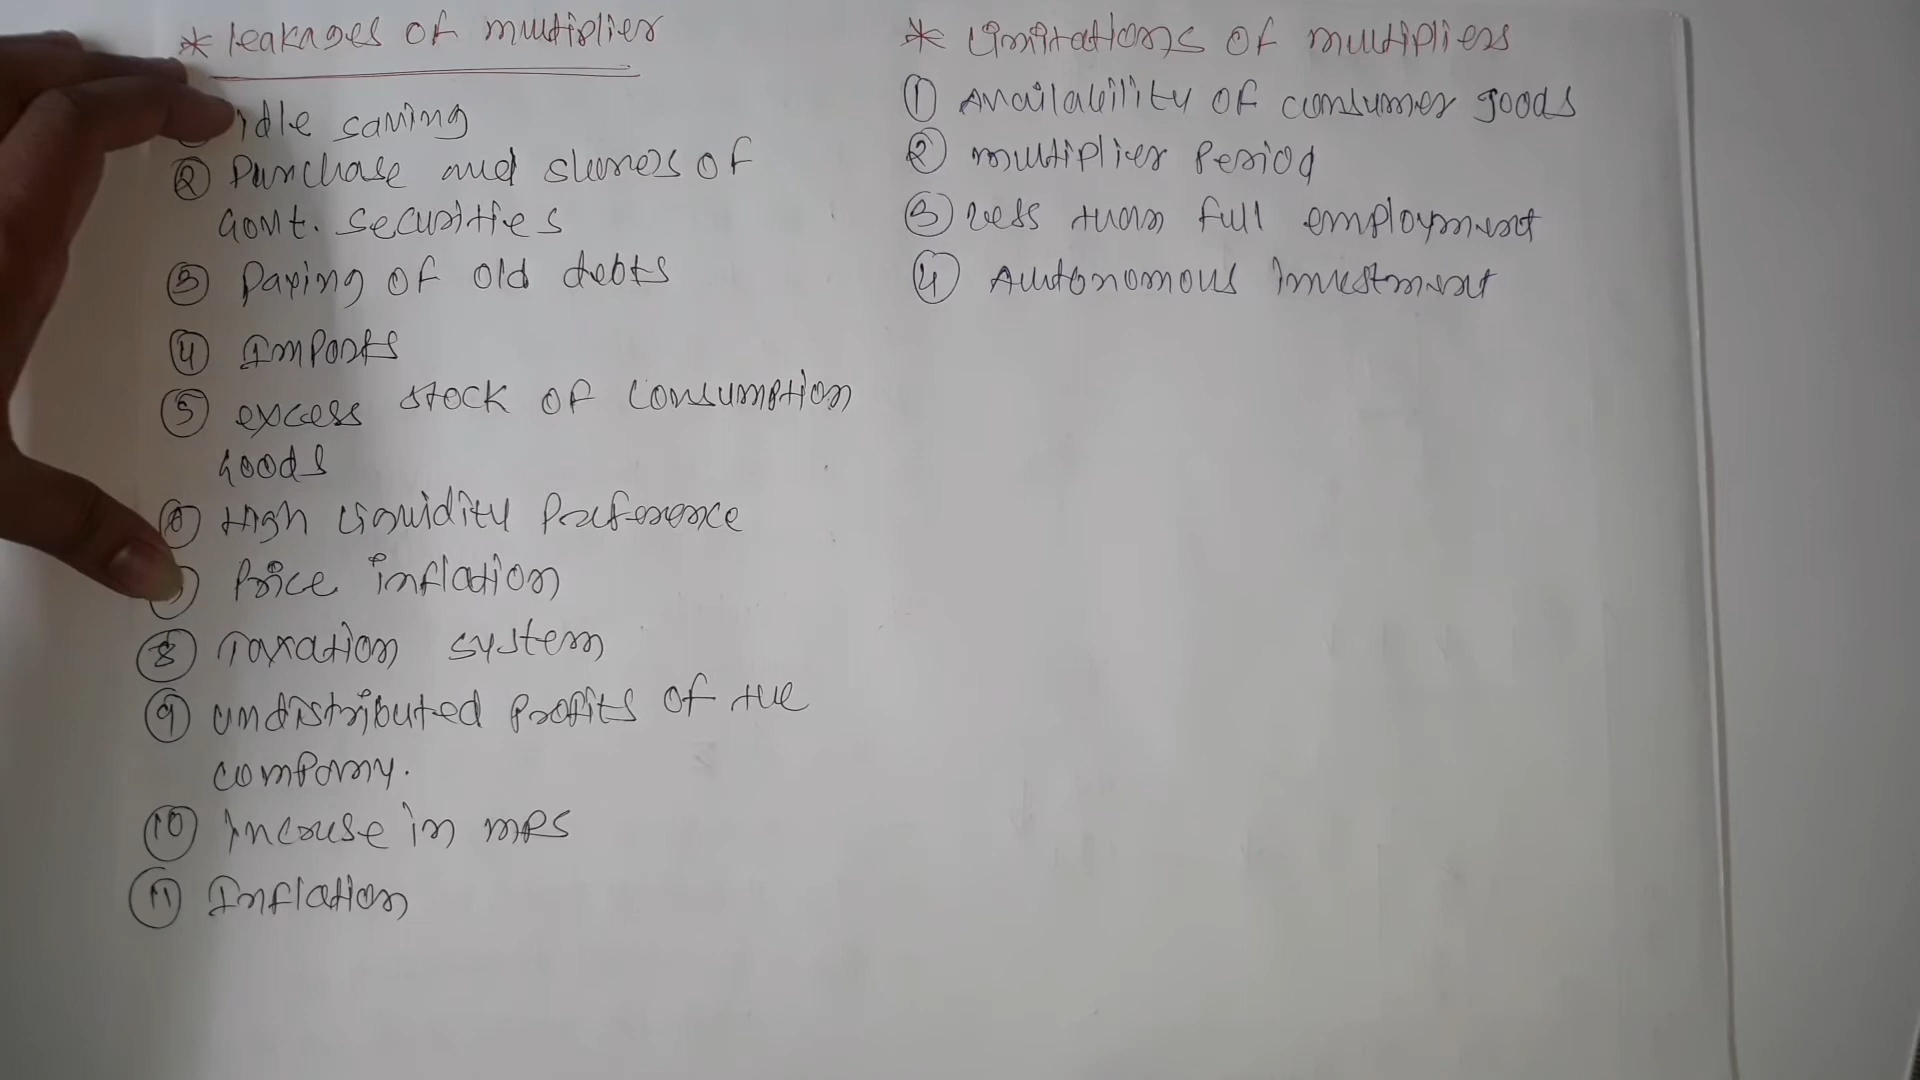 * leakages of multiplier
idle saving
② Purchase and shares of
Govt. securities
③ Paying of old debts
④ Imports
⑤ excess stock of consumption
goods
⑥ High liquidity Preference
Price inflation
⑧ Taxation system
⑨ undistributed profits of the
company.
⑩ Increase in MPS
⑪ Inflation
* Limitations of multipliers
① Availability of consumer goods
② multiplier Period
③ Less than full employment
④ Autonomous investment